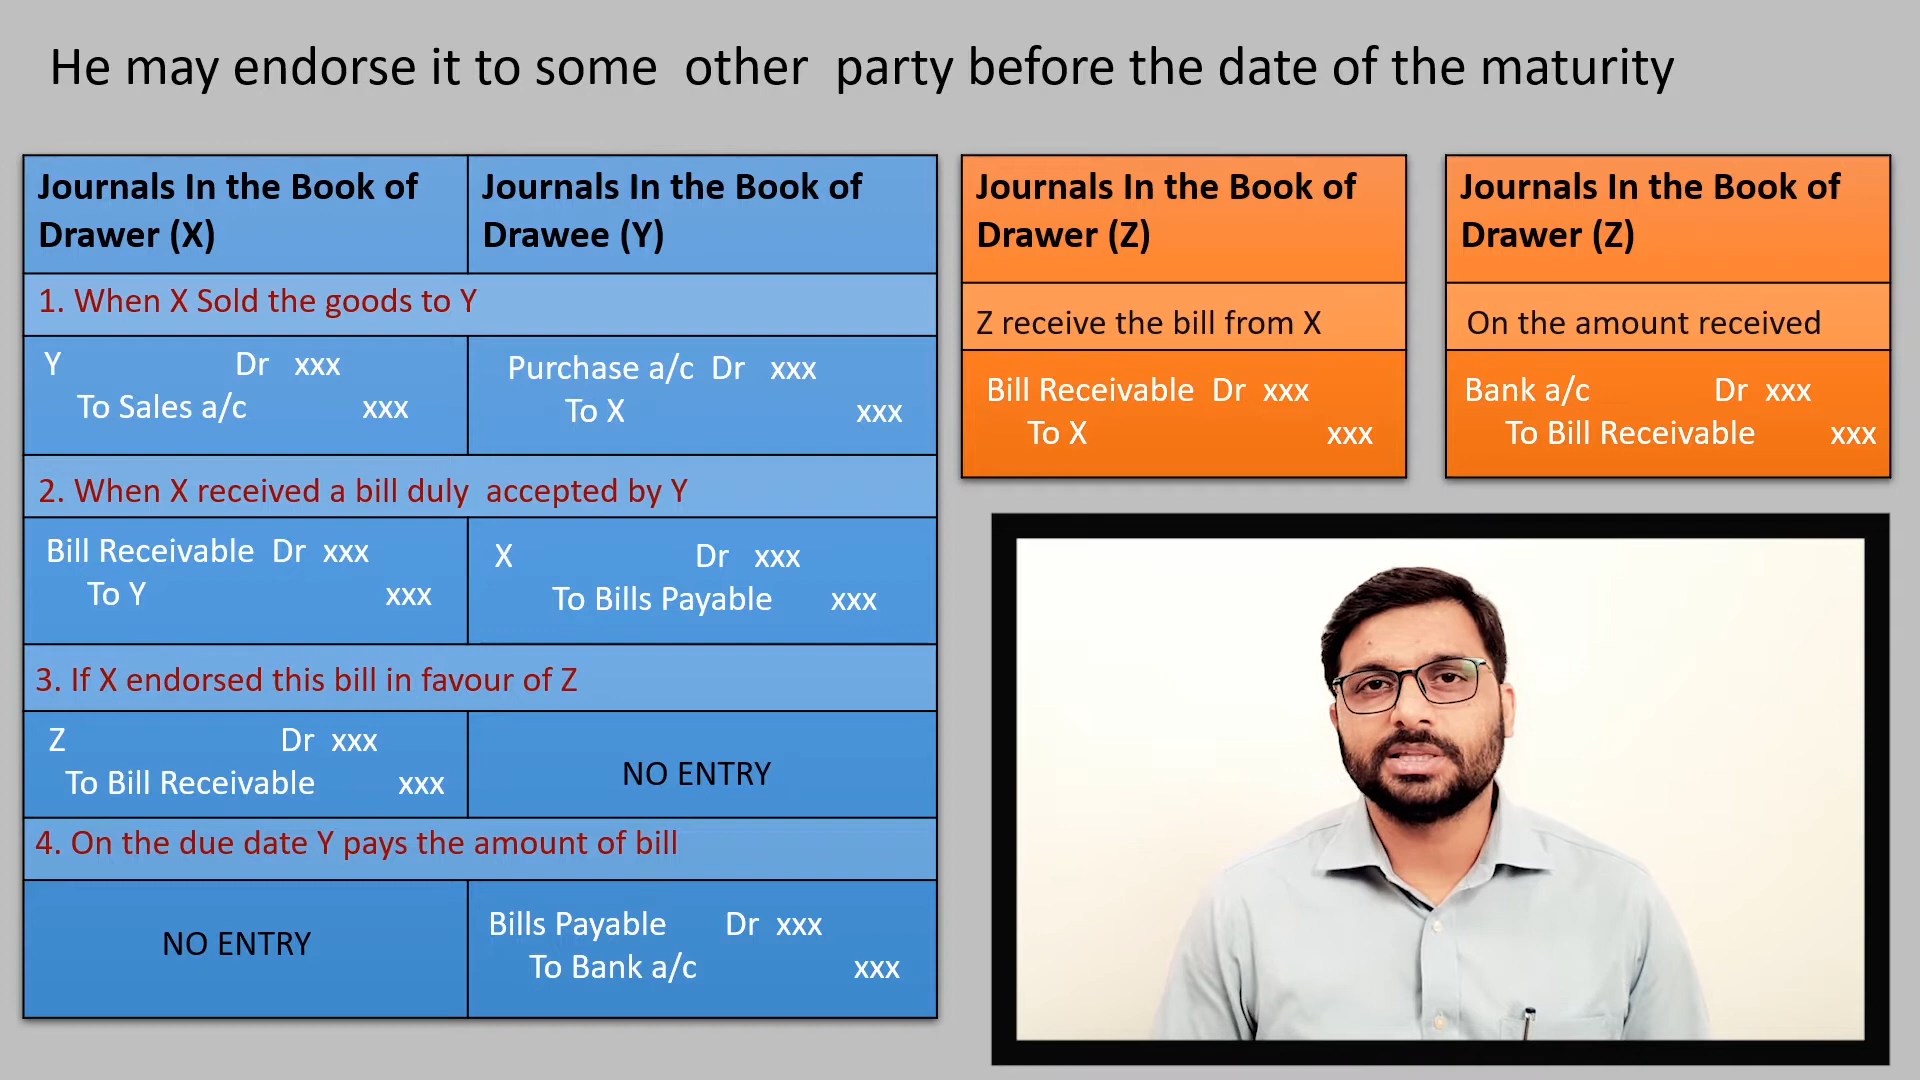 He may endorse it to some other party before the date of the maturity
Journals In the Book of
Drawer (X)
Journals In the Book of
Drawee (Y)
1. When X Sold the goods to Y
Y Dr xxx
To Sales a/c xxx
Purchase a/c Dr xxx
To X xxx
2. When X received a bill duly accepted by Y
Bill Receivable Dr xxx
To Y xxx
X Dr xxx
To Bills Payable xxx
3. If X endorsed this bill in favour of Z
Z Dr xxx
To Bill Receivable xxx
NO ENTRY
4. On the due date Y pays the amount of bill
NO ENTRY
Bills Payable Dr xxx
To Bank a/c xxx
Journals In the Book of
Drawer (Z)
Z receive the bill from X
Bill Receivable Dr xxx
To X xxx
Journals In the Book of
Drawer (Z)
On the amount received
Bank a/c Dr xxx
To Bill Receivable xxx